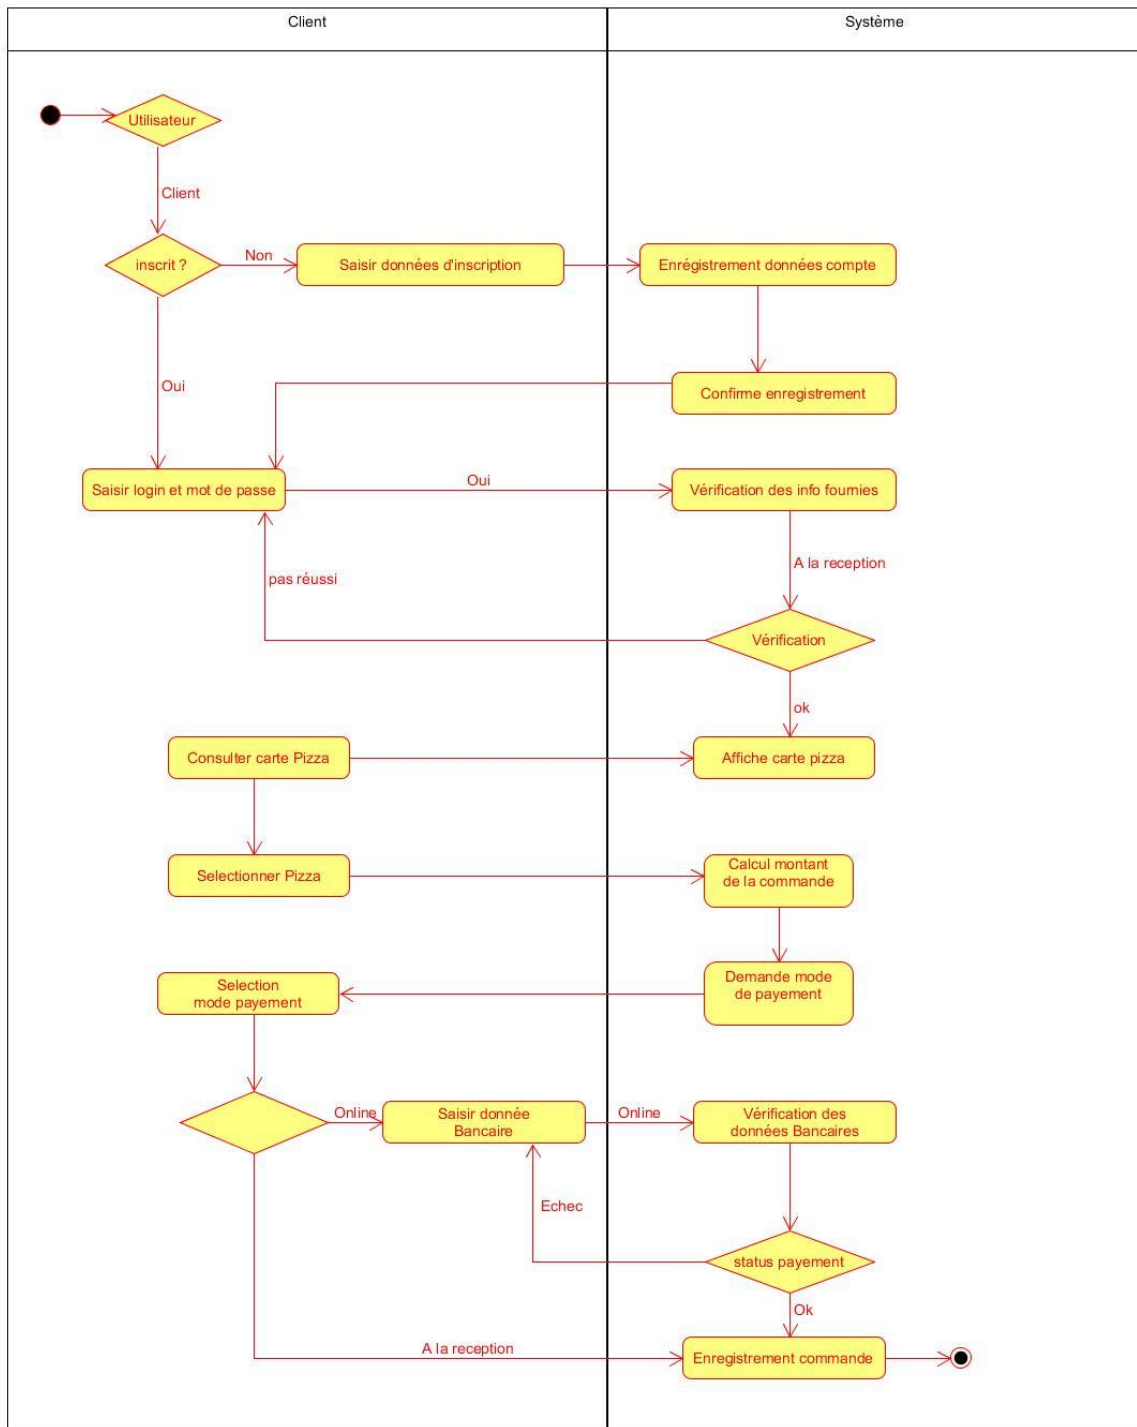 Client
Système
Utilisateur
Client
inscrit ?
Non
Saisir données d'inscription
Enrégistrement données compte
Oui
Confirme enregistrement
Saisir login et mot de passe
Oui
Vérification des info fournies
A la reception
pas réussi
Vérification
ok
Consulter carte Pizza
Affiche carte pizza
Selectionner Pizza
Calcul montant
de la commande
Selection
mode payement
Demande mode
de payement
Online
Saisir donnée
Bancaire
Online
Vérification des
données Bancaires
Echec
status payement
Ok
A la reception
Enregistrement commande